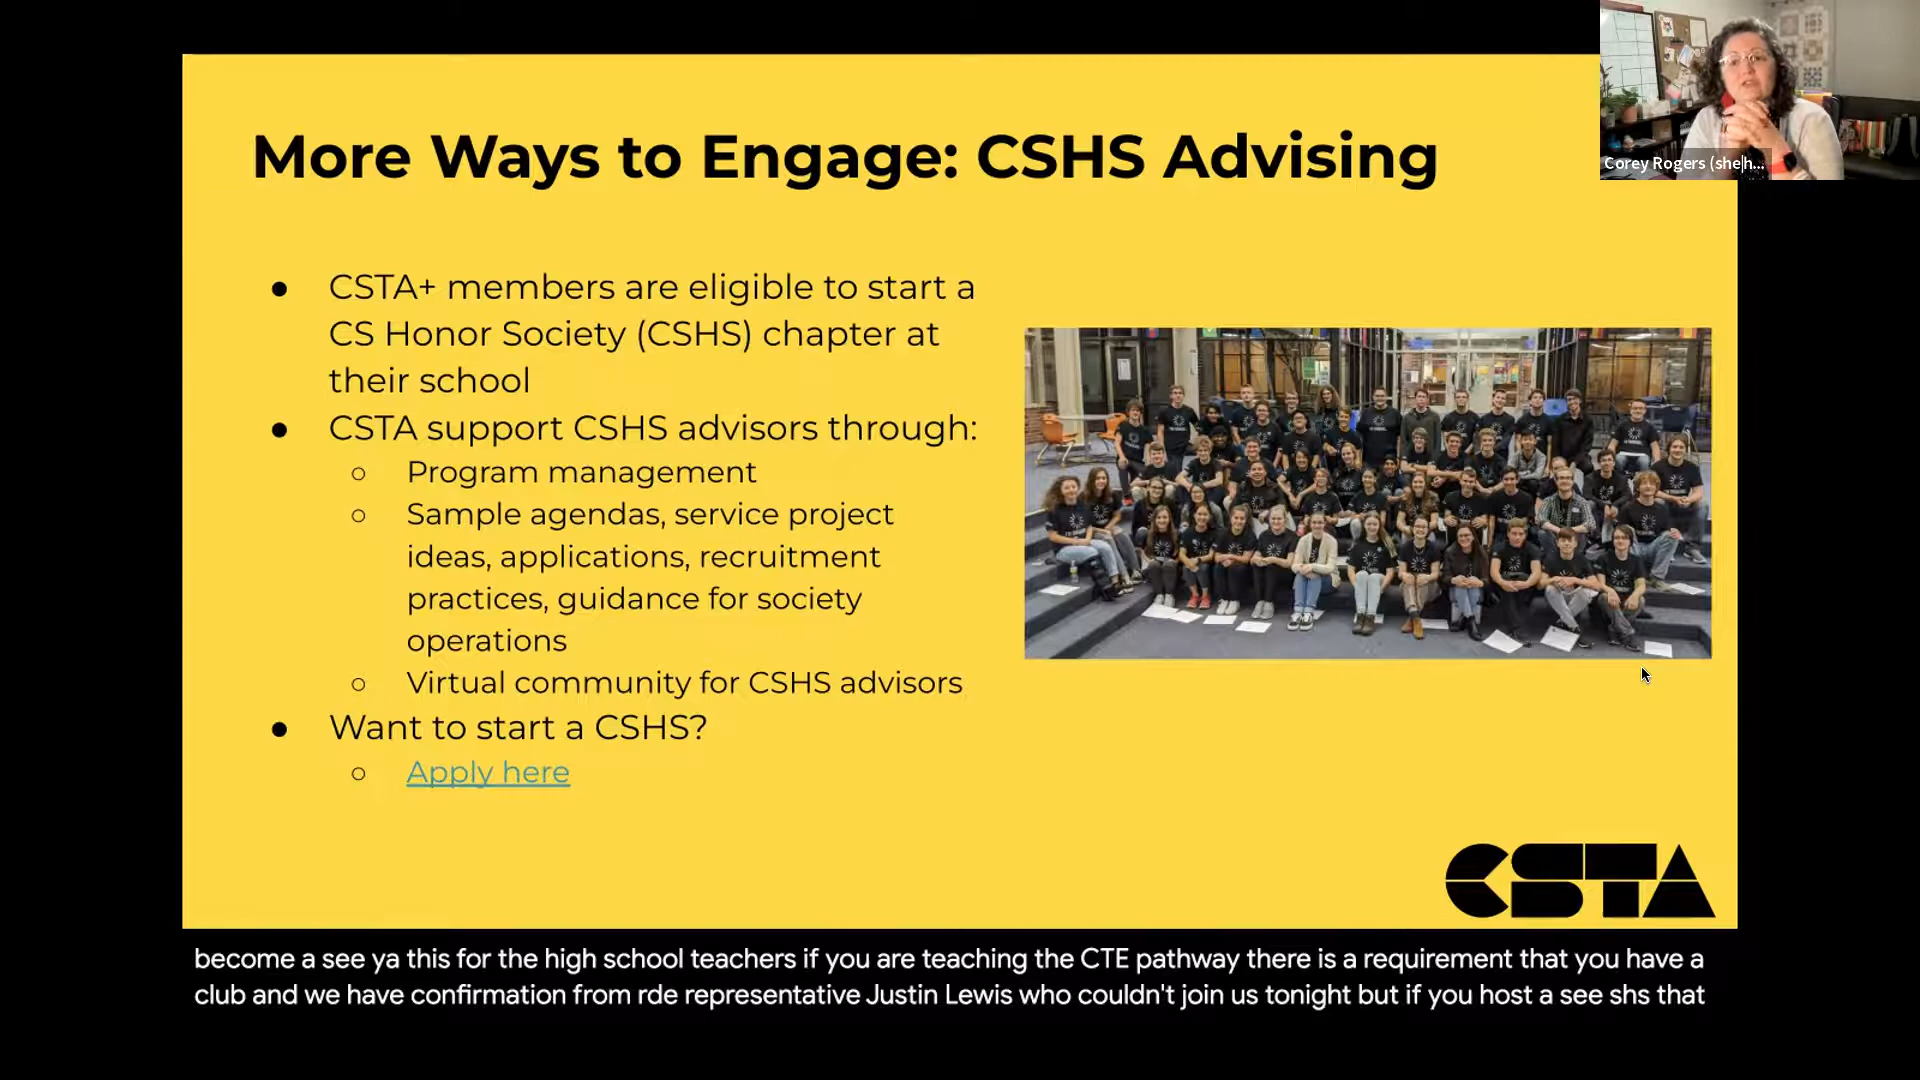 More Ways to Engage: CSHS Advising
Corey Rogers (she|h...
● CSTA+ members are eligible to start a
CS Honor Society (CSHS) chapter at
their school
● CSTA support CSHS advisors through:
○ Program management
○ Sample agendas, service project
ideas, applications, recruitment
practices, guidance for society
operations
○ Virtual community for CSHS advisors
● Want to start a CSHS?
○ Apply here
CSTA
become a see ya this for the high school teachers if you are teaching the CTE pathway there is a requirement that you have a
club and we have confirmation from rde representative Justin Lewis who couldn't join us tonight but if you host a see shs that